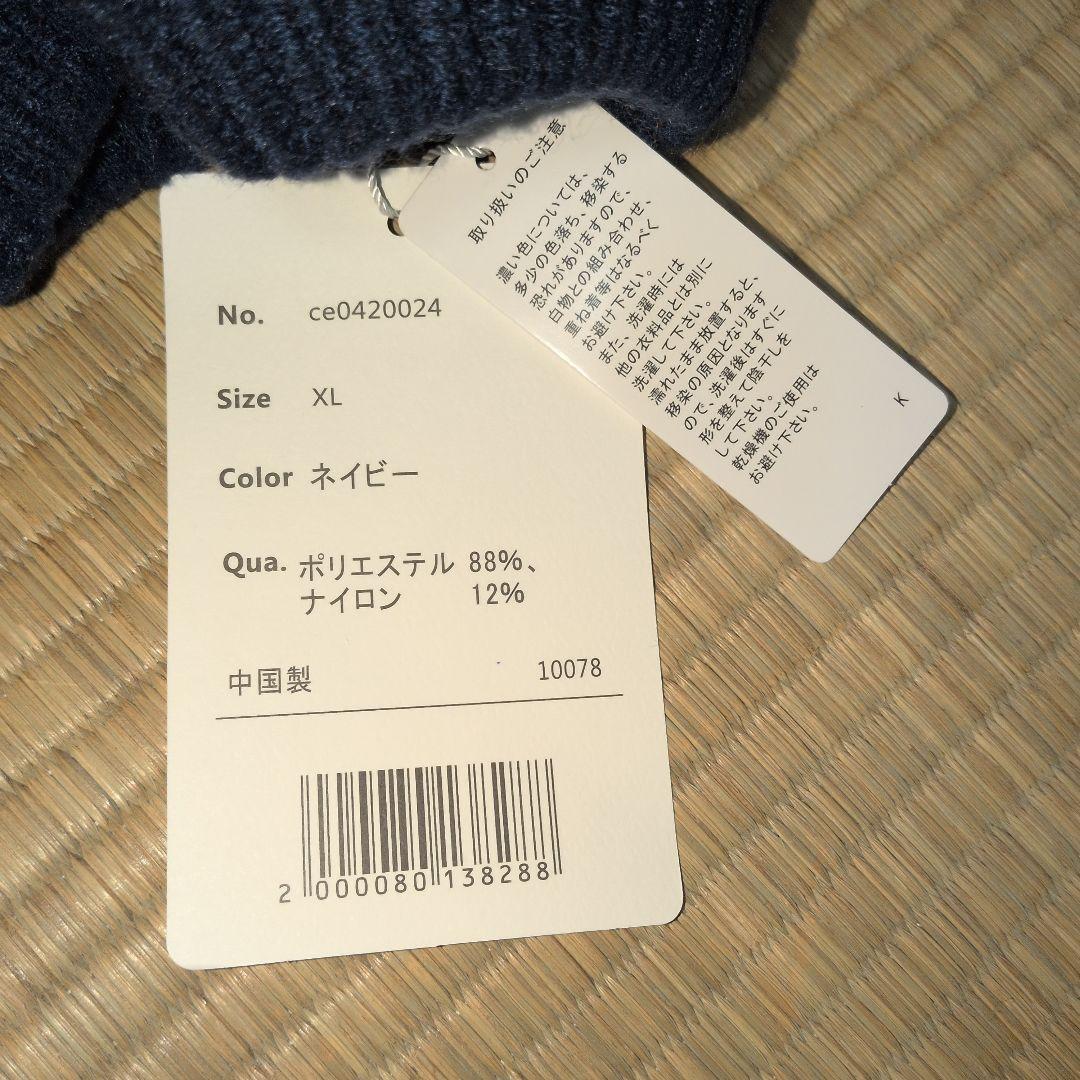 No. ce0420024
Size XL
Color ネイビー
Qua. ポリエステル 88%、
ナイロン 12%
中国製 10078
2 000080 138288
取り扱いのご注意
濃い色については、
多少の色落ち、移染する
恐れがありますので、
白物との組み合わせ、
重ね着等はなるべく
お避け下さい。
また、洗濯時には
他の衣料品とは別に
洗濯して下さい。
濡れたまま放置すると、
移染の原因となります
ので、洗濯後はすぐに
形を整えて陰干しを
して下さい。
乾燥機のご使用は
お避け下さい。
K